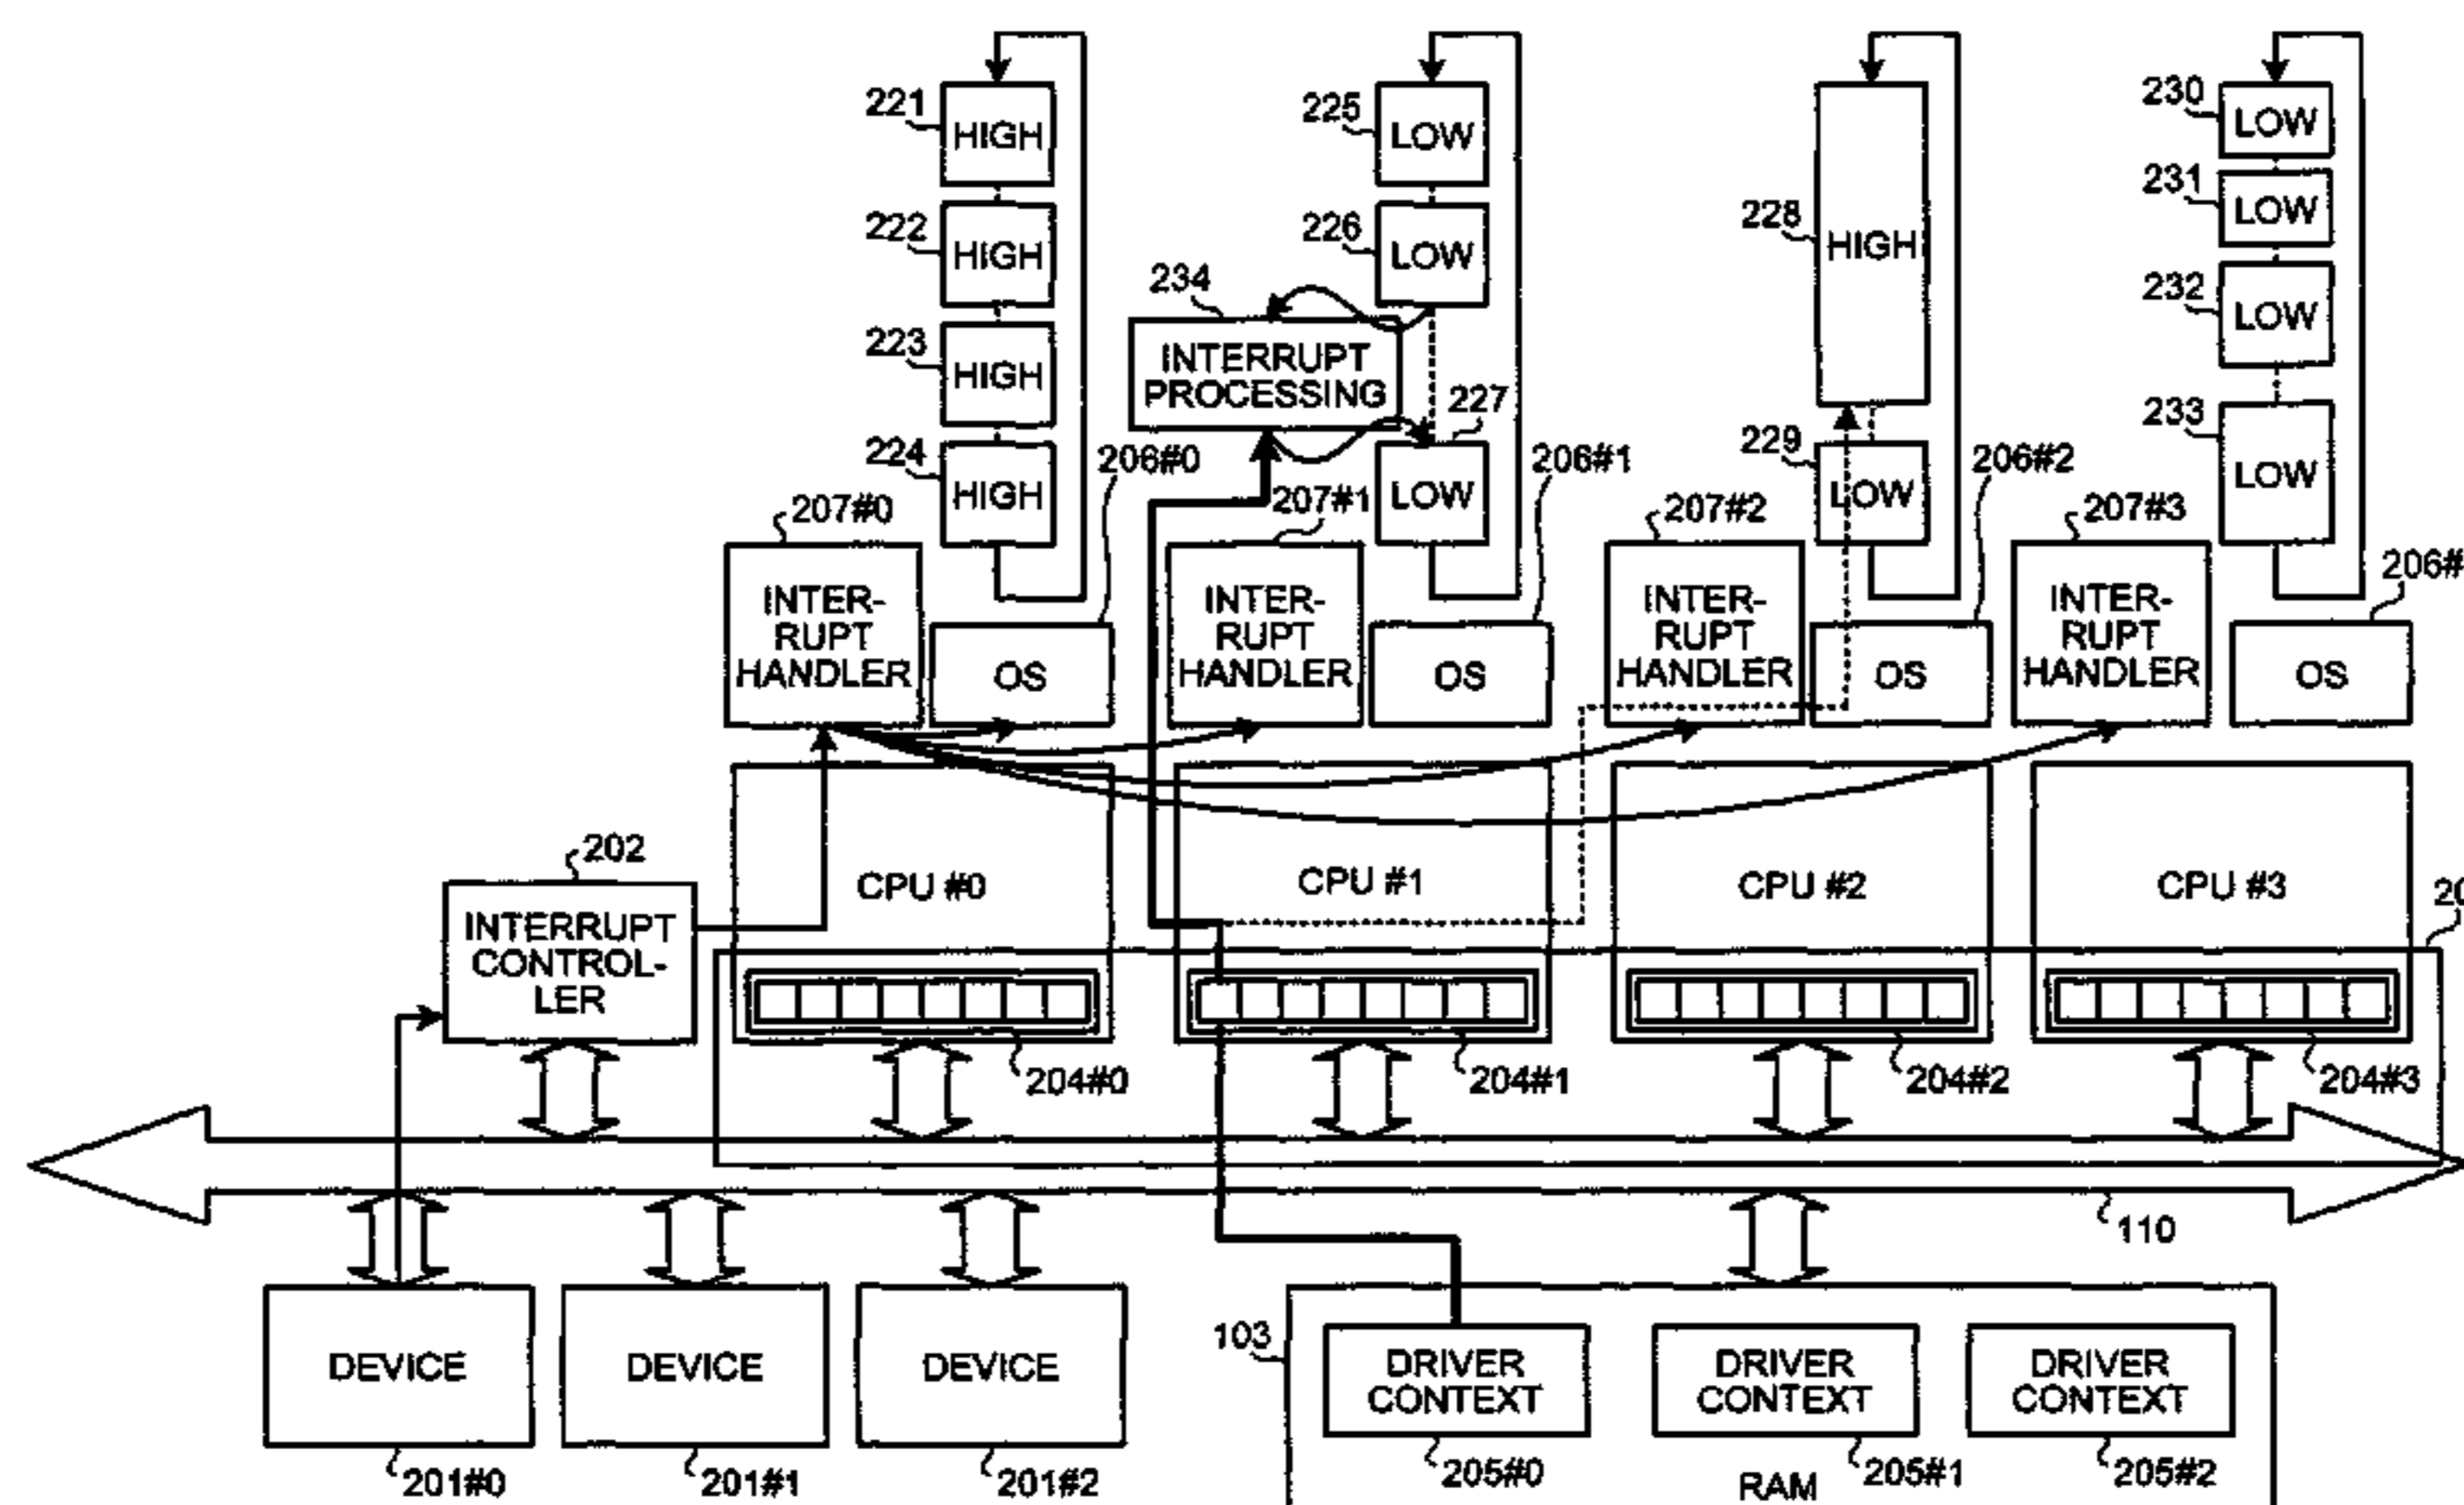 221
HIGH
222
HIGH
223
HIGH
224
HIGH
225
LOW
226
LOW
234
INTERRUPT
PROCESSING
227
LOW
228
HIGH
229
LOW
230
LOW
231
LOW
232
LOW
233
LOW
207#0
INTER-
RUPT
HANDLER
206#0
OS
207#1
INTER-
RUPT
HANDLER
206#1
OS
207#2
INTER-
RUPT
HANDLER
206#2
OS
207#3
INTER-
RUPT
HANDLER
206#
OS
202
INTERRUPT
CONTROL-
LER
CPU #0
CPU #1
CPU #2
CPU #3
20
204#0
204#1
204#2
204#3
110
DEVICE
201#0
DEVICE
201#1
DEVICE
201#2
103
DRIVER
CONTEXT
205#0
DRIVER
CONTEXT
205#1
DRIVER
CONTEXT
205#2
RAM